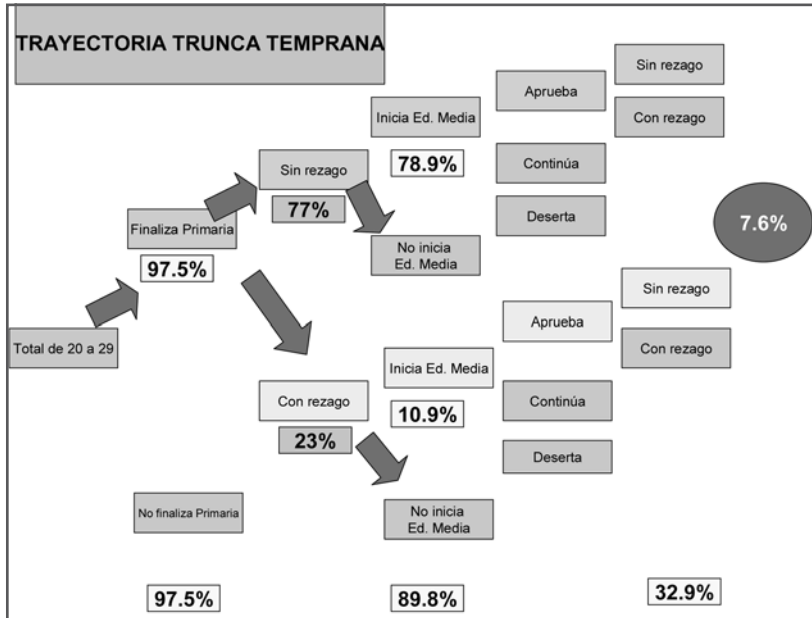 TRAYECTORIA TRUNCA TEMPRANA
Sin rezago
Aprueba
Inicia Ed. Media
Con rezago
78.9%
Continúa
Sin rezago
77%
Deserta
Finaliza Primaria
7.6%
No inicia
Ed. Media
97.5%
Sin rezago
Aprueba
Total de 20 a 29
Con rezago
Inicia Ed. Media
Con rezago
10.9%
Continúa
23%
Deserta
No finaliza Primaria
No inicia
Ed. Media
97.5%
89.8%
32.9%